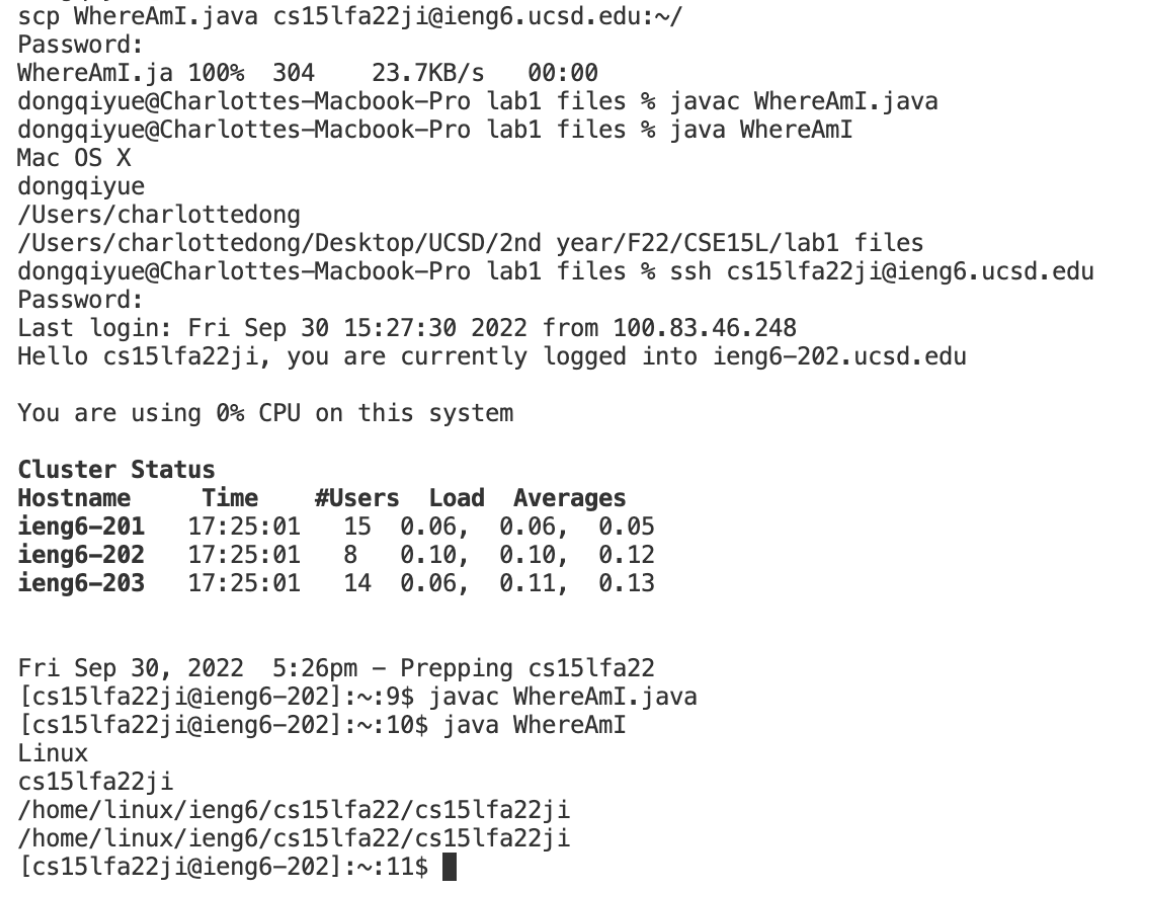 scp WhereAmI.java cs15lfa22ji@ieng6.ucsd.edu:~/
Password:
WhereAmI.ja 100%  304    23.7KB/s   00:00
dongqiyue@Charlottes-Macbook-Pro lab1 files % javac WhereAmI.java
dongqiyue@Charlottes-Macbook-Pro lab1 files % java WhereAmI
Mac OS X
dongqiyue
/Users/charlottedong
/Users/charlottedong/Desktop/UCSD/2nd year/F22/CSE15L/lab1 files
dongqiyue@Charlottes-Macbook-Pro lab1 files % ssh cs15lfa22ji@ieng6.ucsd.edu
Password:
Last login: Fri Sep 30 15:27:30 2022 from 100.83.46.248
Hello cs15lfa22ji, you are currently logged into ieng6-202.ucsd.edu
You are using 0% CPU on this system
Cluster Status
Hostname     Time    #Users  Load  Averages
ieng6-201   17:25:01   15  0.06,  0.06,  0.05
ieng6-202   17:25:01   8   0.10,  0.10,  0.12
ieng6-203   17:25:01   14  0.06,  0.11,  0.13
Fri Sep 30, 2022  5:26pm - Prepping cs15lfa22
[cs15lfa22ji@ieng6-202]:~:9$ javac WhereAmI.java
[cs15lfa22ji@ieng6-202]:~:10$ java WhereAmI
Linux
cs15lfa22ji
/home/linux/ieng6/cs15lfa22/cs15lfa22ji
/home/linux/ieng6/cs15lfa22/cs15lfa22ji
[cs15lfa22ji@ieng6-202]:~:11$